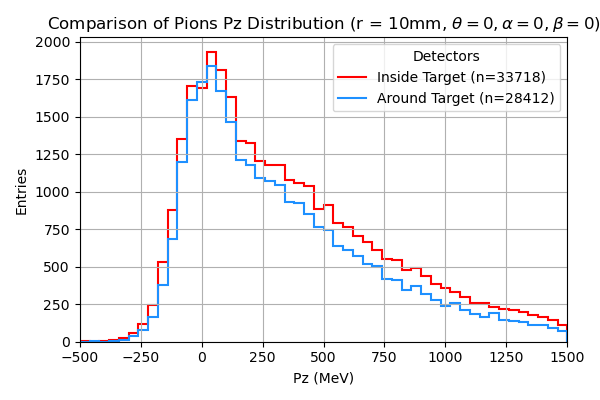 Comparison of Pions Pz Distribution (r = 10mm, θ = 0, α = 0, β = 0)
Detectors
Inside Target (n=33718)
Around Target (n=28412)
2000
1750
1500
1250
1000
750
500
250
0
Entries
−500 −250 0 250 500 750 1000 1250 1500
Pz (MeV)